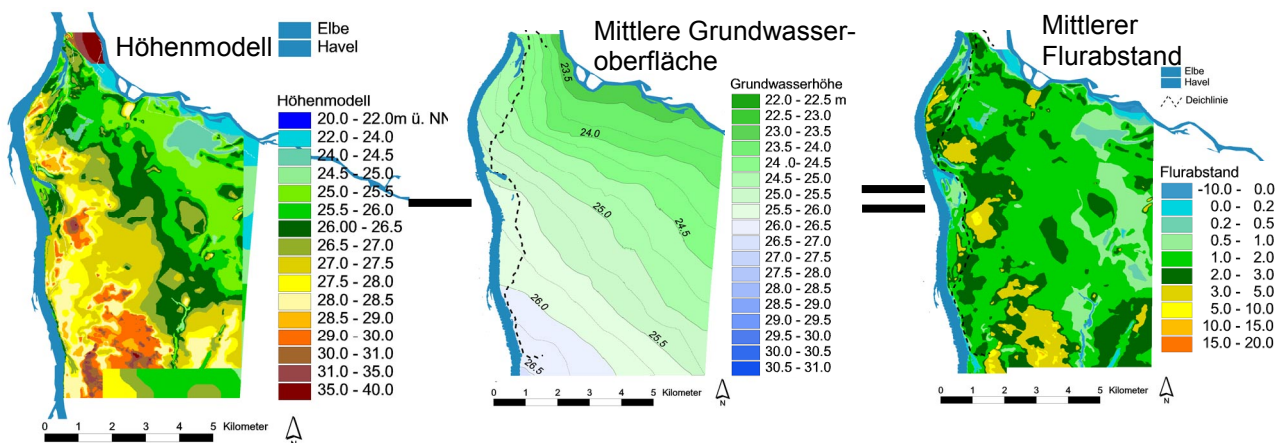 Höhenmodell
Elbe
Havel
Höhenmodell
20.0 - 22.0m ü. NN
22.0 - 24.0
24.0 - 24.5
24.5 - 25.0
25.0 - 25.5
25.5 - 26.0
26.00 - 26.5
26.5 - 27.0
27.0 - 27.5
27.5 - 28.0
28.0 - 28.5
28.5 - 29.0
29.0 - 30.0
30.0 - 31.0
31.0 - 35.0
35.0 - 40.0
0 1 2 3 4 5 Kilometer
N
Mittlere Grundwasser-
oberfläche
23.5
24.0
25.0
24.5
26.0
25.5
26.5
Grundwasserhöhe
22.0 - 22.5 m
22.5 - 23.0
23.0 - 23.5
23.5 - 24.0
24 .0- 24.5
24.5 - 25.0
25.0 - 25.5
25.5 - 26.0
26.0 - 26.5
26.5 - 27.0
27.0 - 27.5
27.5 - 28.0
28.0 - 28.5
28.5 - 29.0
29.0 - 29.5
29.5 - 30.0
30.0 - 30.5
30.5 - 31.0
0 1 2 3 4 5 Kilometer
N
Mittlerer
Flurabstand
Elbe
Havel
Deichlinie
Flurabstand
-10.0 - 0.0
0.0 - 0.2
0.2 - 0.5
0.5 - 1.0
1.0 - 2.0
2.0 - 3.0
3.0 - 5.0
5.0 - 10.0
10.0 - 15.0
15.0 - 20.0
0 1 2 3 4 5 Kilometer
N